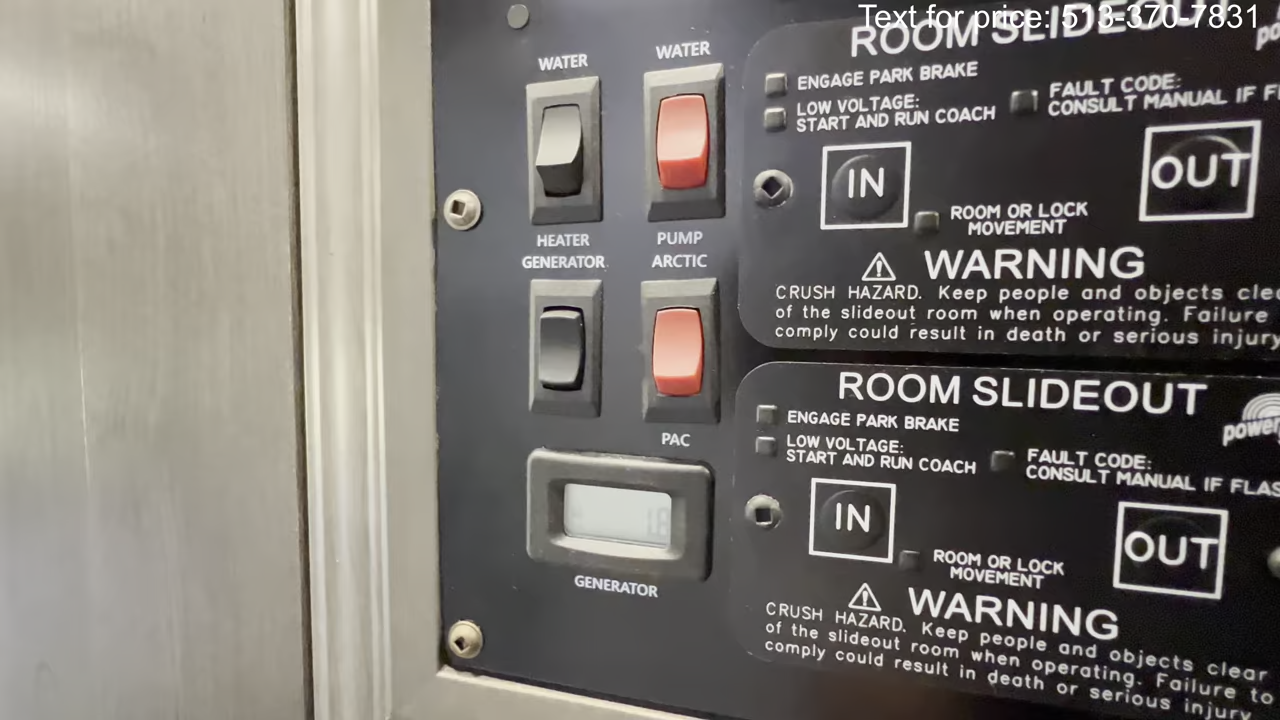 Text for price: 513-370-7831
WATER
WATER
HEATER
PUMP
GENERATOR
ARCTIC
PAC
18
GENERATOR
ROOM SLIDEOUT
ENGAGE PARK BRAKE
LOW VOLTAGE:
START AND RUN COACH
FAULT CODE:
CONSULT MANUAL IF
IN
OUT
ROOM OR LOCK
MOVEMENT
WARNING
CRUSH HAZARD. Keep people and objects
of the slideout room when operating. Failure
comply could result in death or serious injury
ROOM SLIDEOUT
power
ENGAGE PARK BRAKE
LOW VOLTAGE:
START AND RUN COACH
FAULT CODE:
CONSULT MANUAL IF
IN
OUT
ROOM OR LOCK
MOVEMENT
WARNING
CRUSH HAZARD. Keep people and objects clear
of the slideout room when operating. Failure to
comply could result in death or serious injury